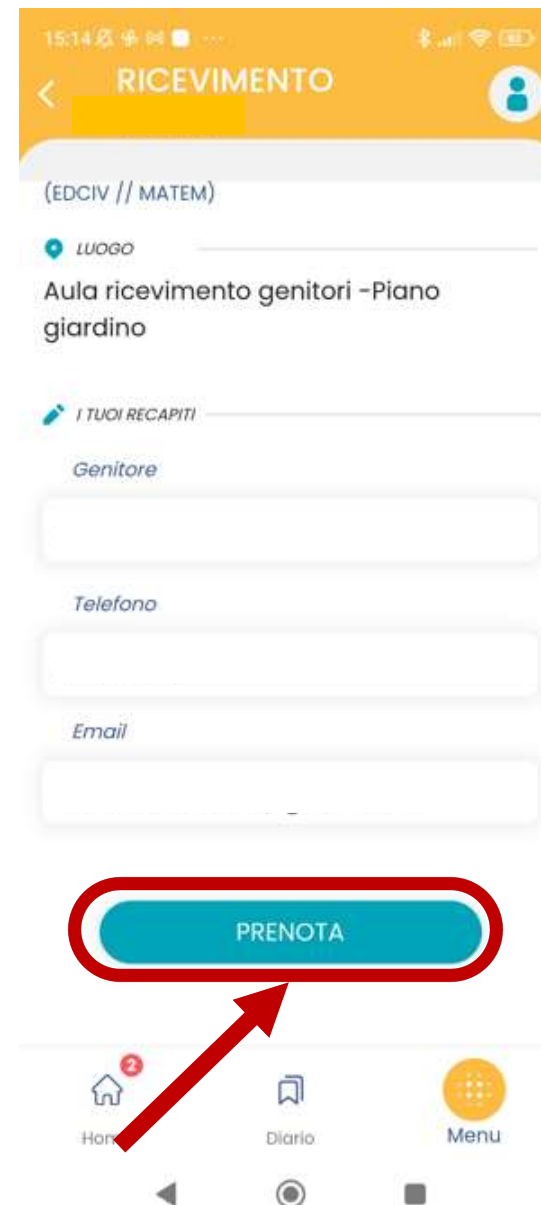 15:14
RICEVIMENTO
(EDCIV // MATEM)
LUOGO
Aula ricevimento genitori -Piano
giardino
I TUOI RECAPITI
Genitore
Telefono
Email
PRENOTA
2
Diario
Menu